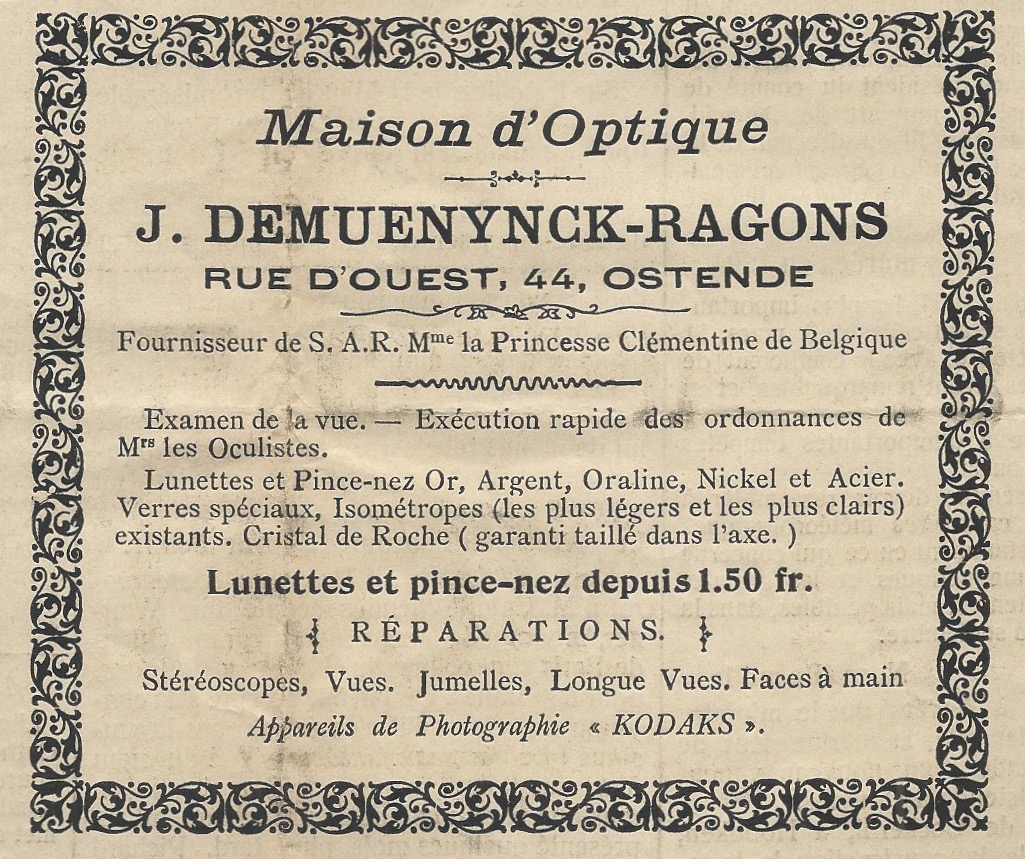 Maison d'Optique
J. DEMUENYNCK-RAGONS
RUE D'OUEST, 44, OSTENDE
Fournisseur de S. A.R. Mme la Princesse Clémentine de Belgique
Examen de la vue. — Exécution rapide des ordonnances de
Mrs les Oculistes.
Lunettes et Pince-nez Or, Argent, Oraline, Nickel et Acier.
Verres spéciaux, Isométropes (les plus légers et les plus clairs)
existants. Cristal de Roche ( garanti taillé dans l'axe. )
Lunettes et pince-nez depuis 1.50 fr.
RÉPARATIONS.
Stéréoscopes, Vues. Jumelles, Longue Vues. Faces à main
Appareils de Photographie « KODAKS ».